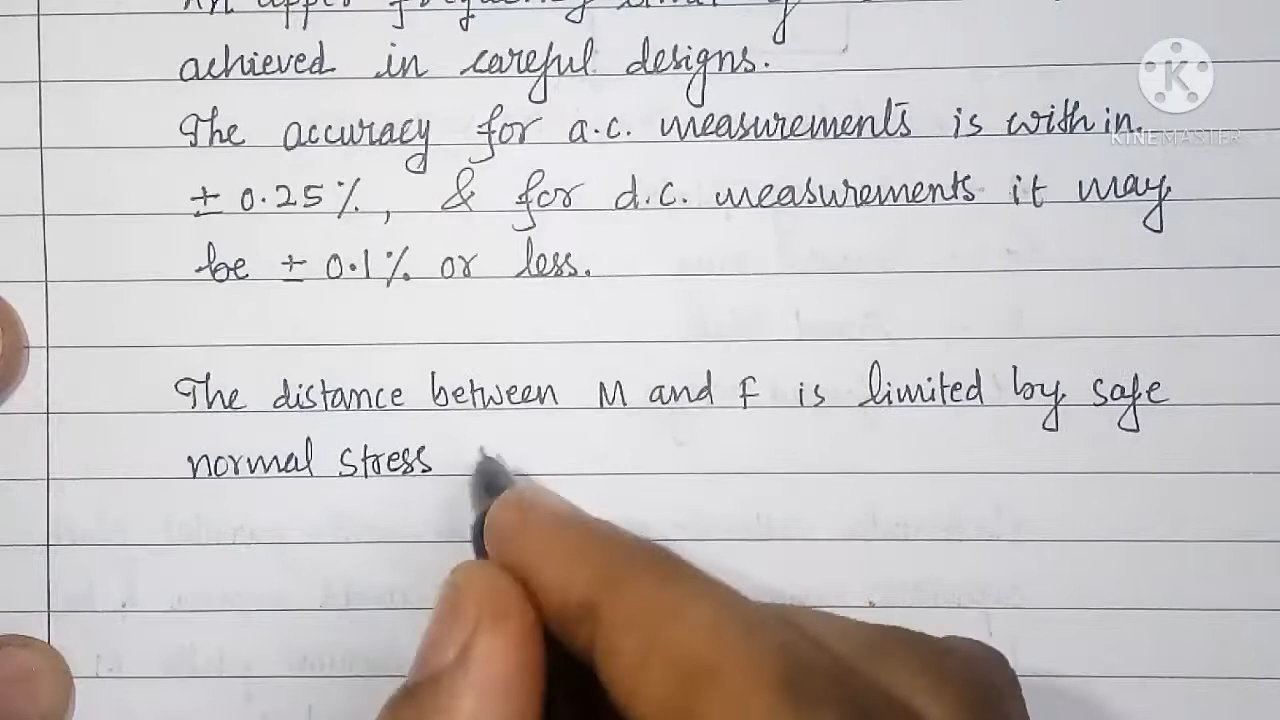 achieved in careful designs.
The accuracy for a.c. measurements is within
± 0.25%, & for d.c. measurements it may
be ± 0.1% or less.
The distance between M and F is limited by safe
normal stress
K
KINEMASTER